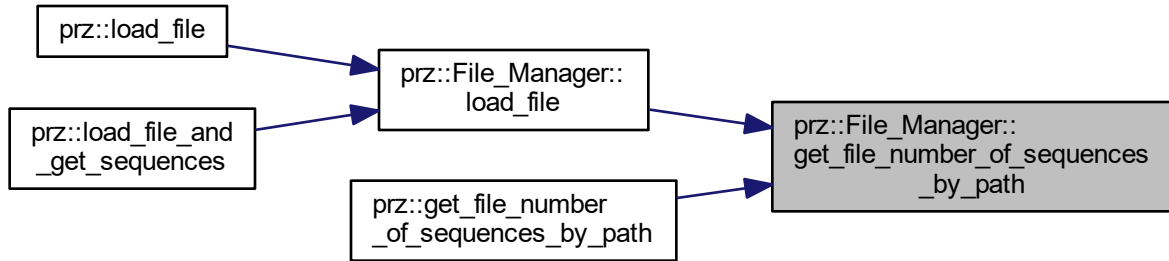 prz::load_file
prz::load_file_and
_get_sequences
prz::File_Manager::
load_file
prz::get_file_number
_of_sequences_by_path
prz::File_Manager::
get_file_number_of_sequences
_by_path